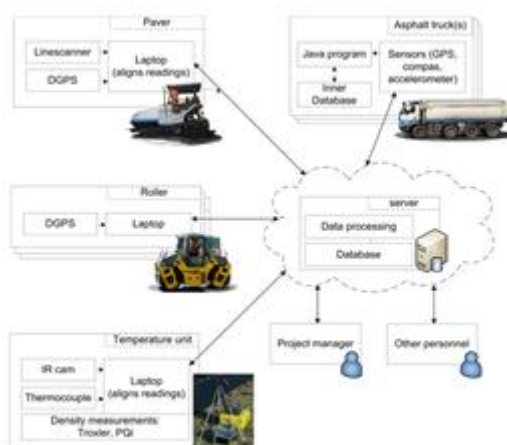 Paver
Linescanner
DGPS
Laptop
(aligns readings)
Asphalt truck(s)
Java program
Inner
Database
Sensors (GPS,
compas,
accelerometer)
Roller
DGPS
Laptop
server
Data processing
Database
Temperature unit
IR cam
Thermocouple
Laptop
(aligns readings)
Density measurements:
Troxler, PQI
Project manager
Other personnel